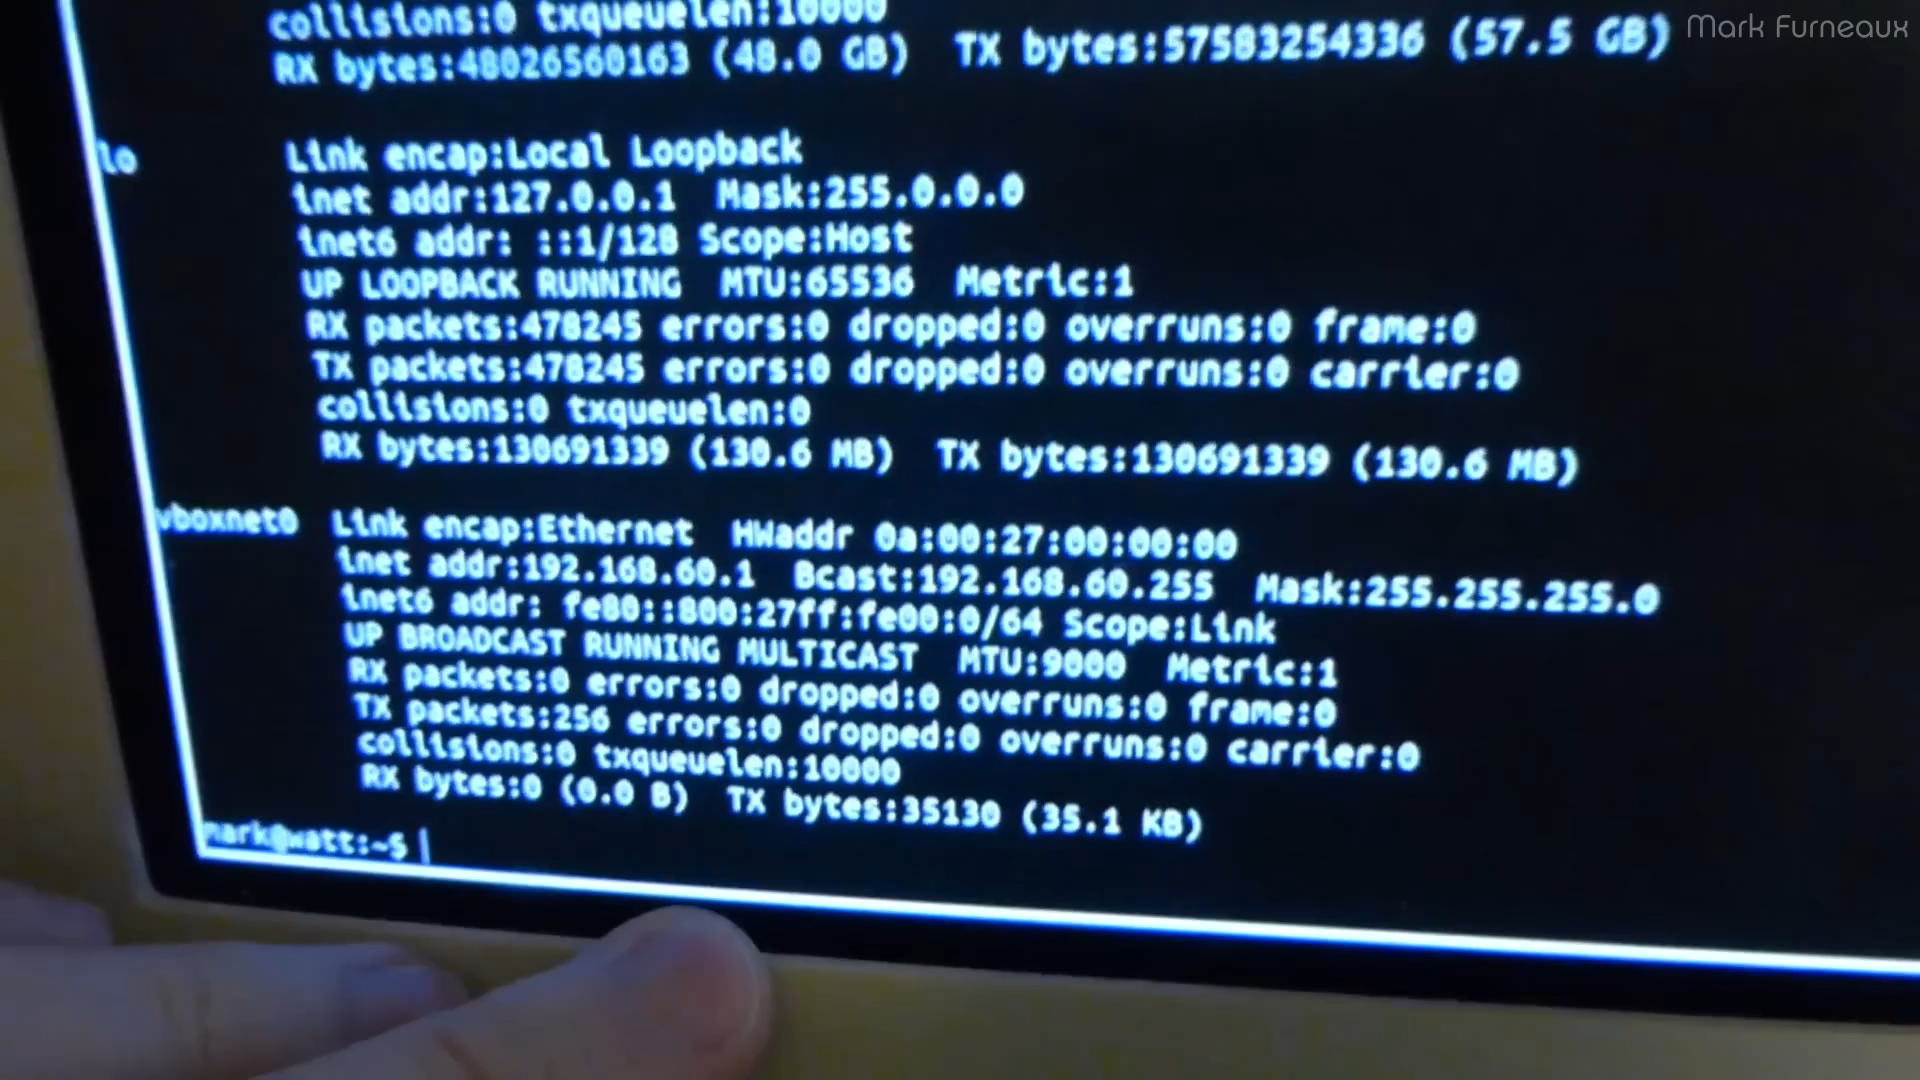 collisions:0 txqueuelen:10000
RX bytes:48026560163 (48.0 GB)  TX bytes:57583254336 (57.5 GB)
Mark Furneaux
lo Link encap:Local Loopback
inet addr:127.0.0.1  Mask:255.0.0.0
inet6 addr: ::1/128 Scope:Host
UP LOOPBACK RUNNING  MTU:65536  Metric:1
RX packets:478245 errors:0 dropped:0 overruns:0 frame:0
TX packets:478245 errors:0 dropped:0 overruns:0 carrier:0
collisions:0 txqueuelen:0
RX bytes:130691339 (130.6 MB)  TX bytes:130691339 (130.6 MB)
vboxnet0 Link encap:Ethernet  HWaddr 0a:00:27:00:00:00
inet addr:192.168.60.1  Bcast:192.168.60.255  Mask:255.255.255.0
inet6 addr: fe80::800:27ff:fe00:0/64 Scope:Link
UP BROADCAST RUNNING MULTICAST  MTU:9000  Metric:1
RX packets:0 errors:0 dropped:0 overruns:0 frame:0
TX packets:256 errors:0 dropped:0 overruns:0 carrier:0
collisions:0 txqueuelen:10000
RX bytes:0 (0.0 B)  TX bytes:35130 (35.1 KB)
mark@watt:~$